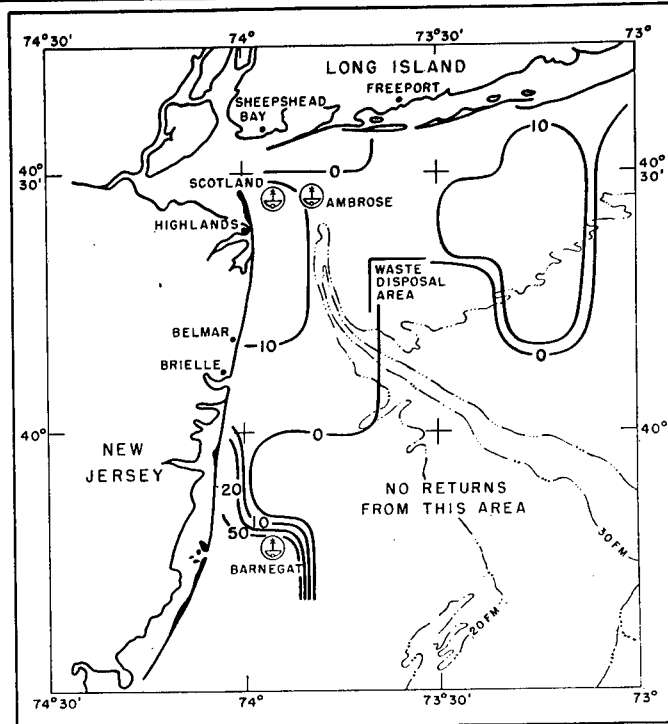 74° 30'
74°
73° 30'
73°
LONG ISLAND
FREEPORT
SHEEPSHEAD
BAY
10
40°
30'
40°
30'
0
SCOTLAND
AMBROSE
HIGHLANDS
WASTE
DISPOSAL
AREA
BELMAR
10
0
BRIELLE
40°
0
40°
NEW
JERSEY
NO RETURNS
FROM THIS AREA
20
10
50
BARNEGAT
30 FM
20 FM
74° 30'
74°
73° 30'
73°